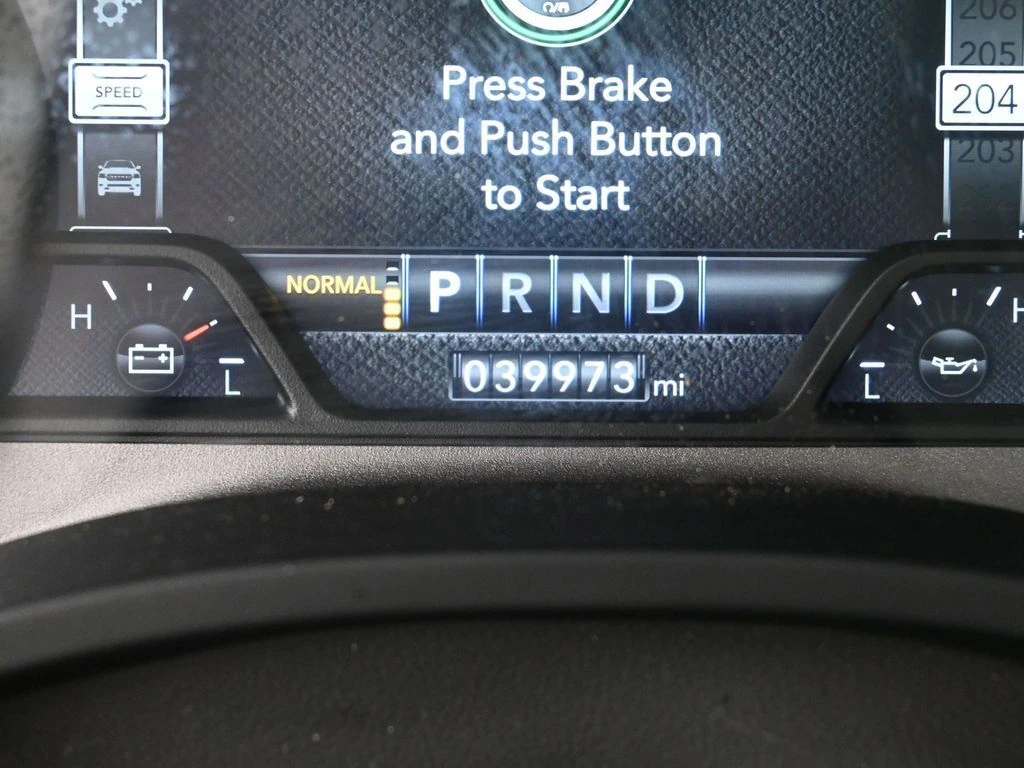 206
205
SPEED
204
203
Press Brake
and Push Button
to Start
NORMAL
P R N D
H
L
039973 mi
H
L